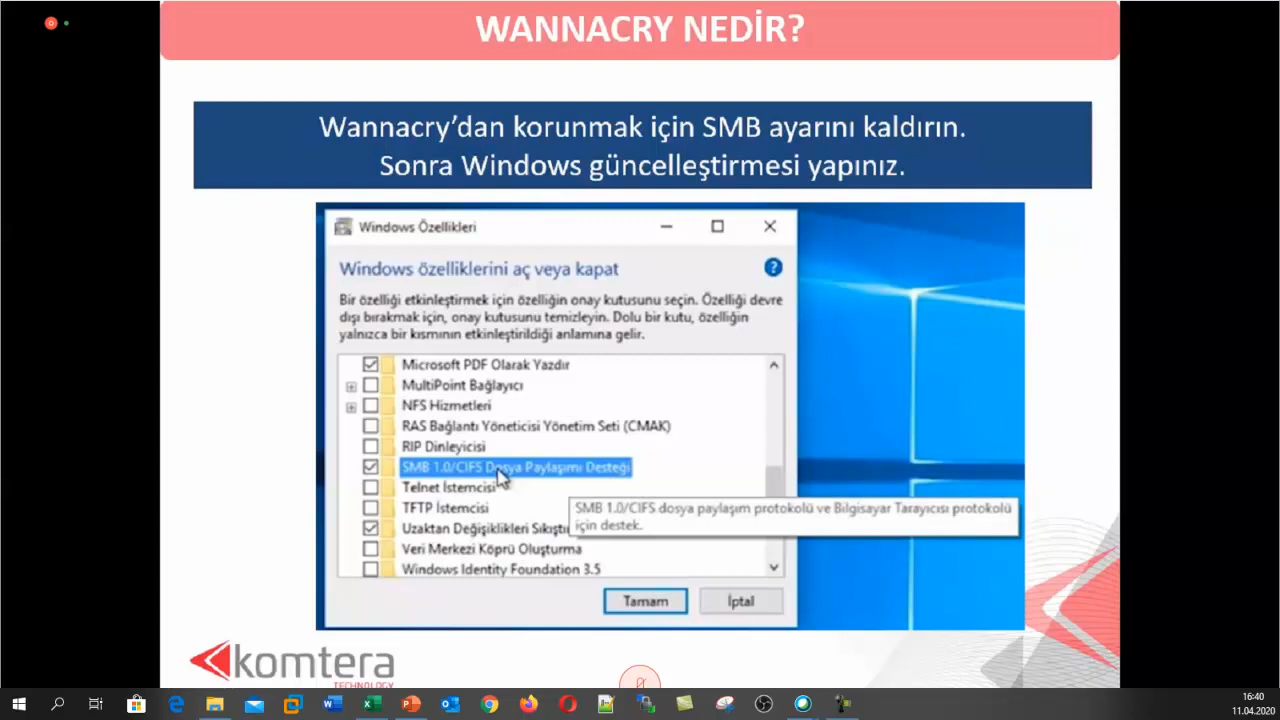 WANNACRY NEDİR?
Wannacry’dan korunmak için SMB ayarını kaldırın.
Sonra Windows güncelleştirmesi yapınız.
Windows Özellikleri
Windows özelliklerini aç veya kapat
Bir özelliği etkinleştirmek için özelliğin onay kutusunu seçin. Özelliği devre
dışı bırakmak için, onay kutusunu temizleyin. Dolu bir kutu, özelliğin
yalnızca bir kısmının etkinleştirildiği anlamına gelir.
Microsoft PDF Olarak Yazdır
MultiPoint Bağlayıcı
NFS Hizmetleri
RAS Bağlantı Yöneticisi Yönetim Seti (CMAK)
RIP Dinleyicisi
SMB 1.0/CIFS Dosya Paylaşımı Desteği
Telnet İstemcisi
TFTP İstemcisi
SMB 1.0/CIFS dosya paylaşım protokolü ve Bilgisayar Tarayıcısı protokolü
için destek.
Uzaktan Değişiklikleri Sıkıştı
Veri Merkezi Köprü Oluşturma
Windows Identity Foundation 3.5
Tamam İptal
komtera
TECHNOLOGY
16:40
11.04.2020